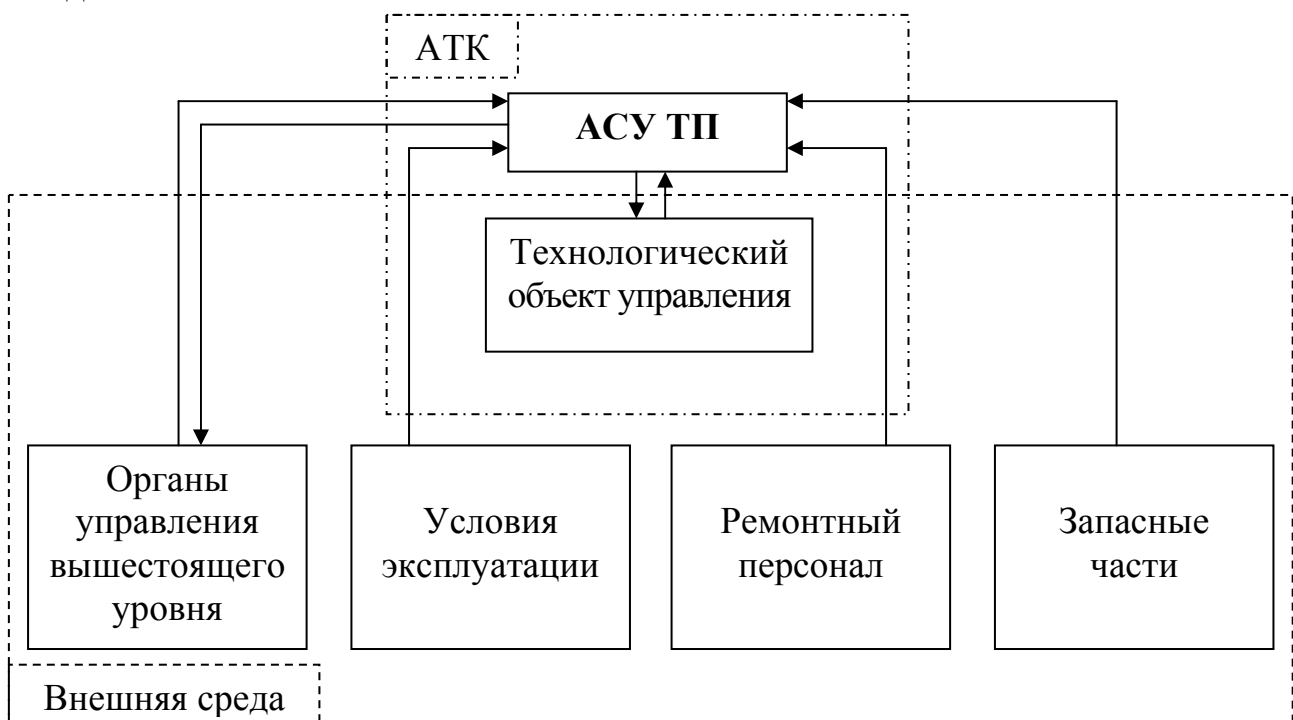 АТК
АСУ ТП
Технологический
объект управления
Органы
управления
вышестоящего
уровня
Условия
эксплуатации
Ремонтный
персонал
Запасные
части
Внешняя среда